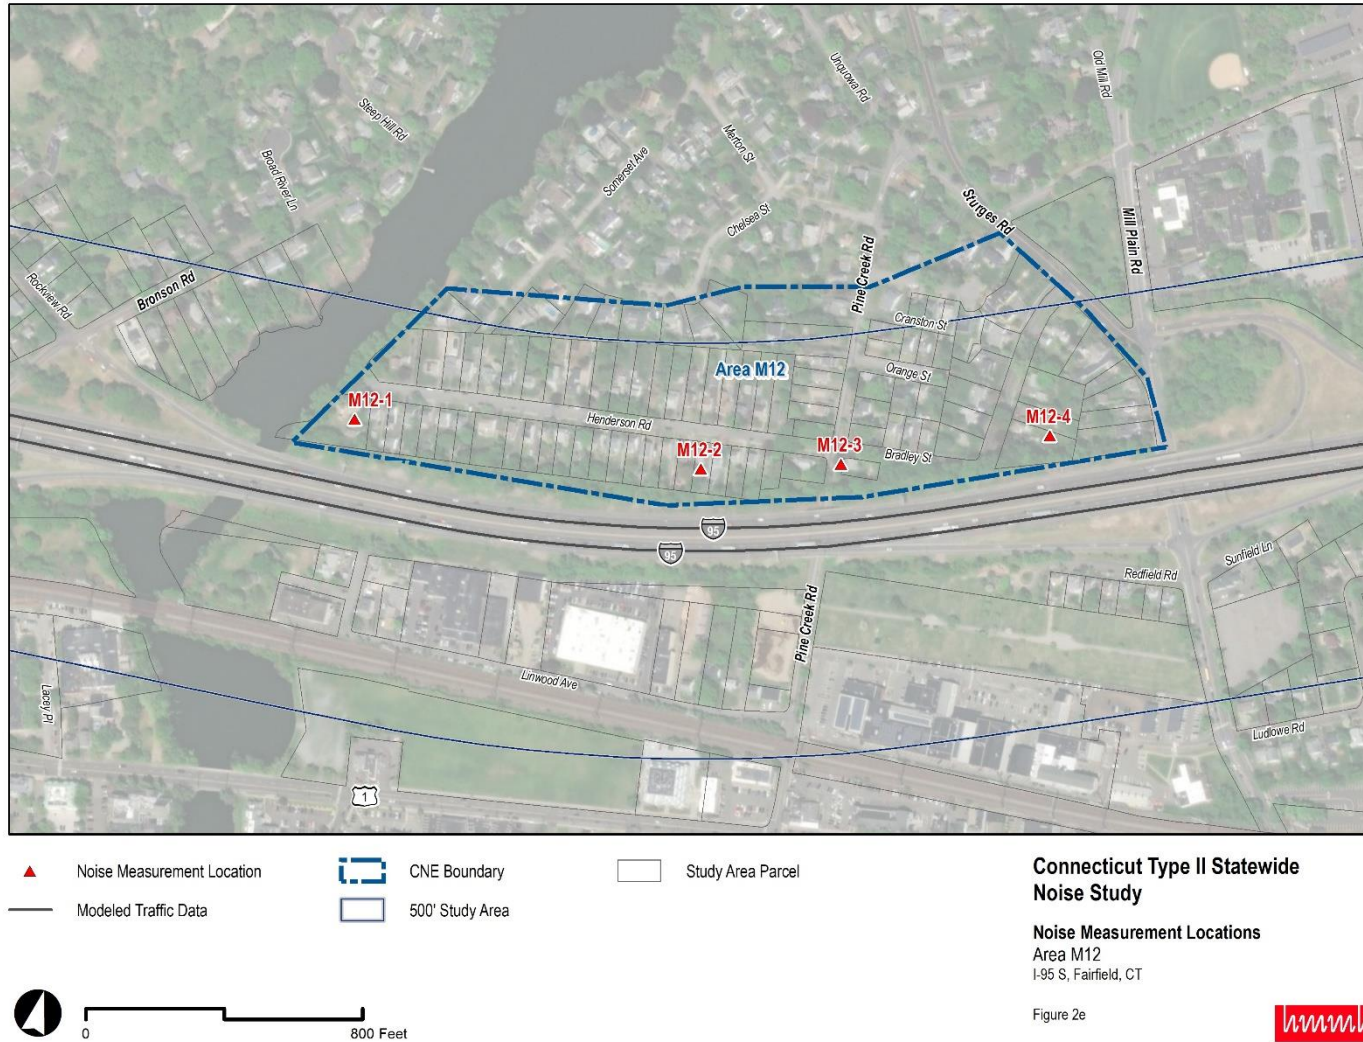 Unquowa Rd
Old Mill Rd
Steep Hill Rd
Merton St
Broad River Ln
Somerset Ave
Chelsea St
Sturges Rd
Mill Plain Rd
Pine Creek Rd
Bronson Rd
Rockview Rd
Cranston St
Area M12
Orange St
M12-1
Henderson Rd
M12-4
M12-2
M12-3
Bradley St
95
95
Sunfield Ln
Redfield Rd
Pine Creek Rd
Linwood Ave
Lacey Pl
Ludlowe Rd
1
Noise Measurement Location
CNE Boundary
Study Area Parcel
Modeled Traffic Data
500' Study Area
Connecticut Type II Statewide
Noise Study
Noise Measurement Locations
Area M12
I-95 S, Fairfield, CT
Figure 2e
0
800 Feet